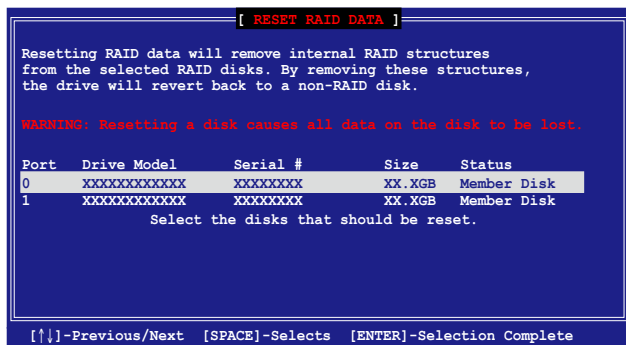 [ RESET RAID DATA ]
Resetting RAID data will remove internal RAID structures
from the selected RAID disks. By removing these structures,
the drive will revert back to a non-RAID disk.
WARNING: Resetting a disk causes all data on the disk to be lost.
Port Drive Model Serial # Size Status
0 XXXXXXXXXXXX XXXXXXXX XX.XGB Member Disk
1 XXXXXXXXXXXX XXXXXXXX XX.XGB Member Disk
Select the disks that should be reset.
[↑↓]-Previous/Next [SPACE]-Selects [ENTER]-Selection Complete